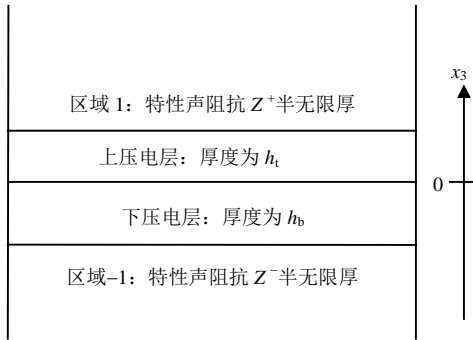 x₃
区域 1：特性声阻抗 Z⁺半无限厚
上压电层：厚度为 hₜ
0
下压电层：厚度为 h_b
区域–1：特性声阻抗 Z⁻半无限厚